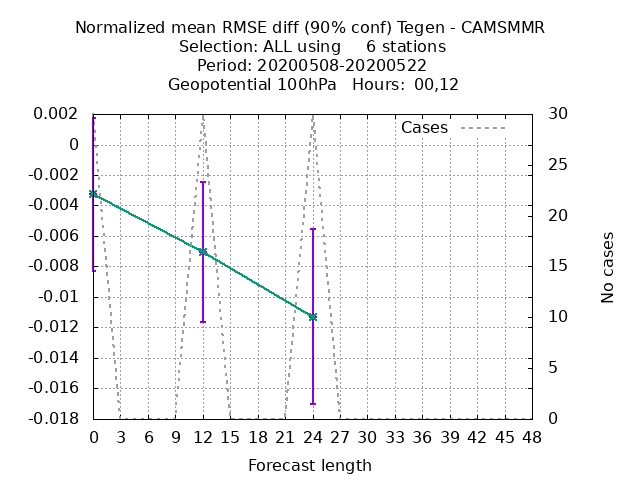 Normalized mean RMSE diff (90% conf) Tegen - CAMSMMR
Selection: ALL using 6 stations
Period: 20200508-20200522
Geopotential 100hPa Hours: 00,12
Cases
0.002
0
-0.002
-0.004
-0.006
-0.008
-0.01
-0.012
-0.014
-0.016
-0.018
30
25
20
15
10
5
0
No cases
0 3 6 9 12 15 18 21 24 27 30 33 36 39 42 45 48
Forecast length